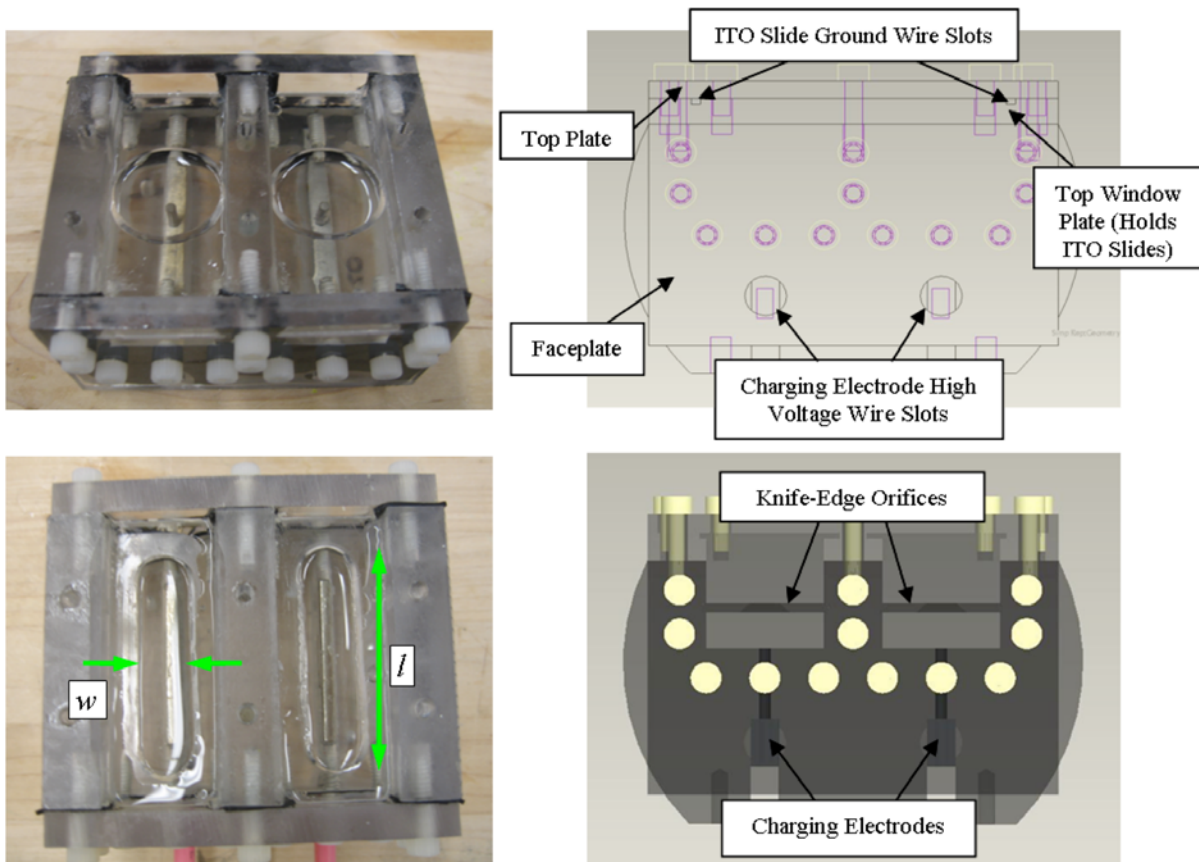 ITO Slide Ground Wire Slots
Top Plate
Top Window
Plate (Holds
ITO Slides)
Faceplate
Charging Electrode High
Voltage Wire Slots
Knife-Edge Orifices
w
l
Charging Electrodes